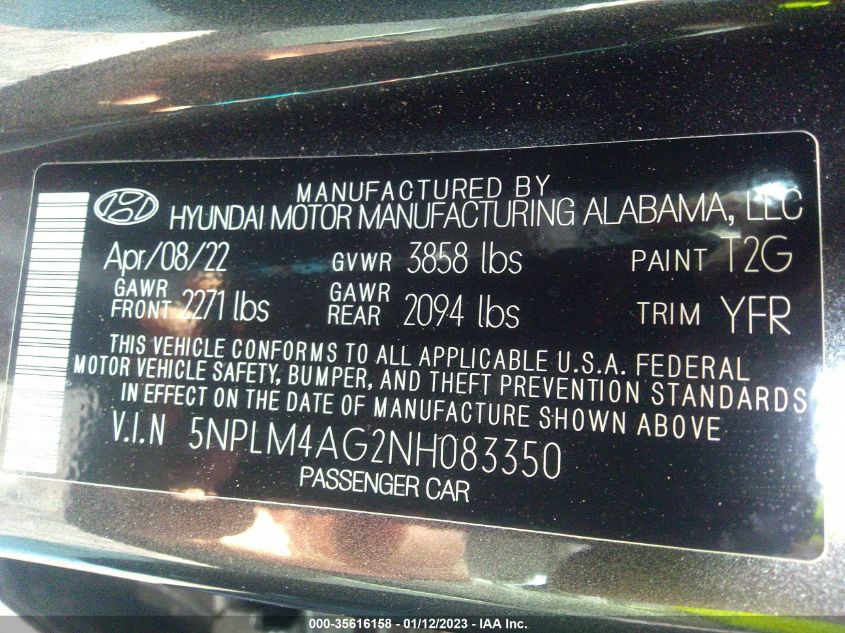 MANUFACTURED BY
HYUNDAI MOTOR MANUFACTURING ALABAMA, LLC
Apr/08/22 GVWR 3858 lbs PAINT T2G
GAWR FRONT 2271 lbs GAWR REAR 2094 lbs TRIM YFR
THIS VEHICLE CONFORMS TO ALL APPLICABLE U.S.A. FEDERAL
MOTOR VEHICLE SAFETY, BUMPER, AND THEFT PREVENTION STANDARDS
IN EFFECT ON THE DATE OF MANUFACTURE SHOWN ABOVE
V.I.N 5NPLM4AG2NH083350
PASSENGER CAR
000-35616158 - 01/12/2023 - IAA Inc.